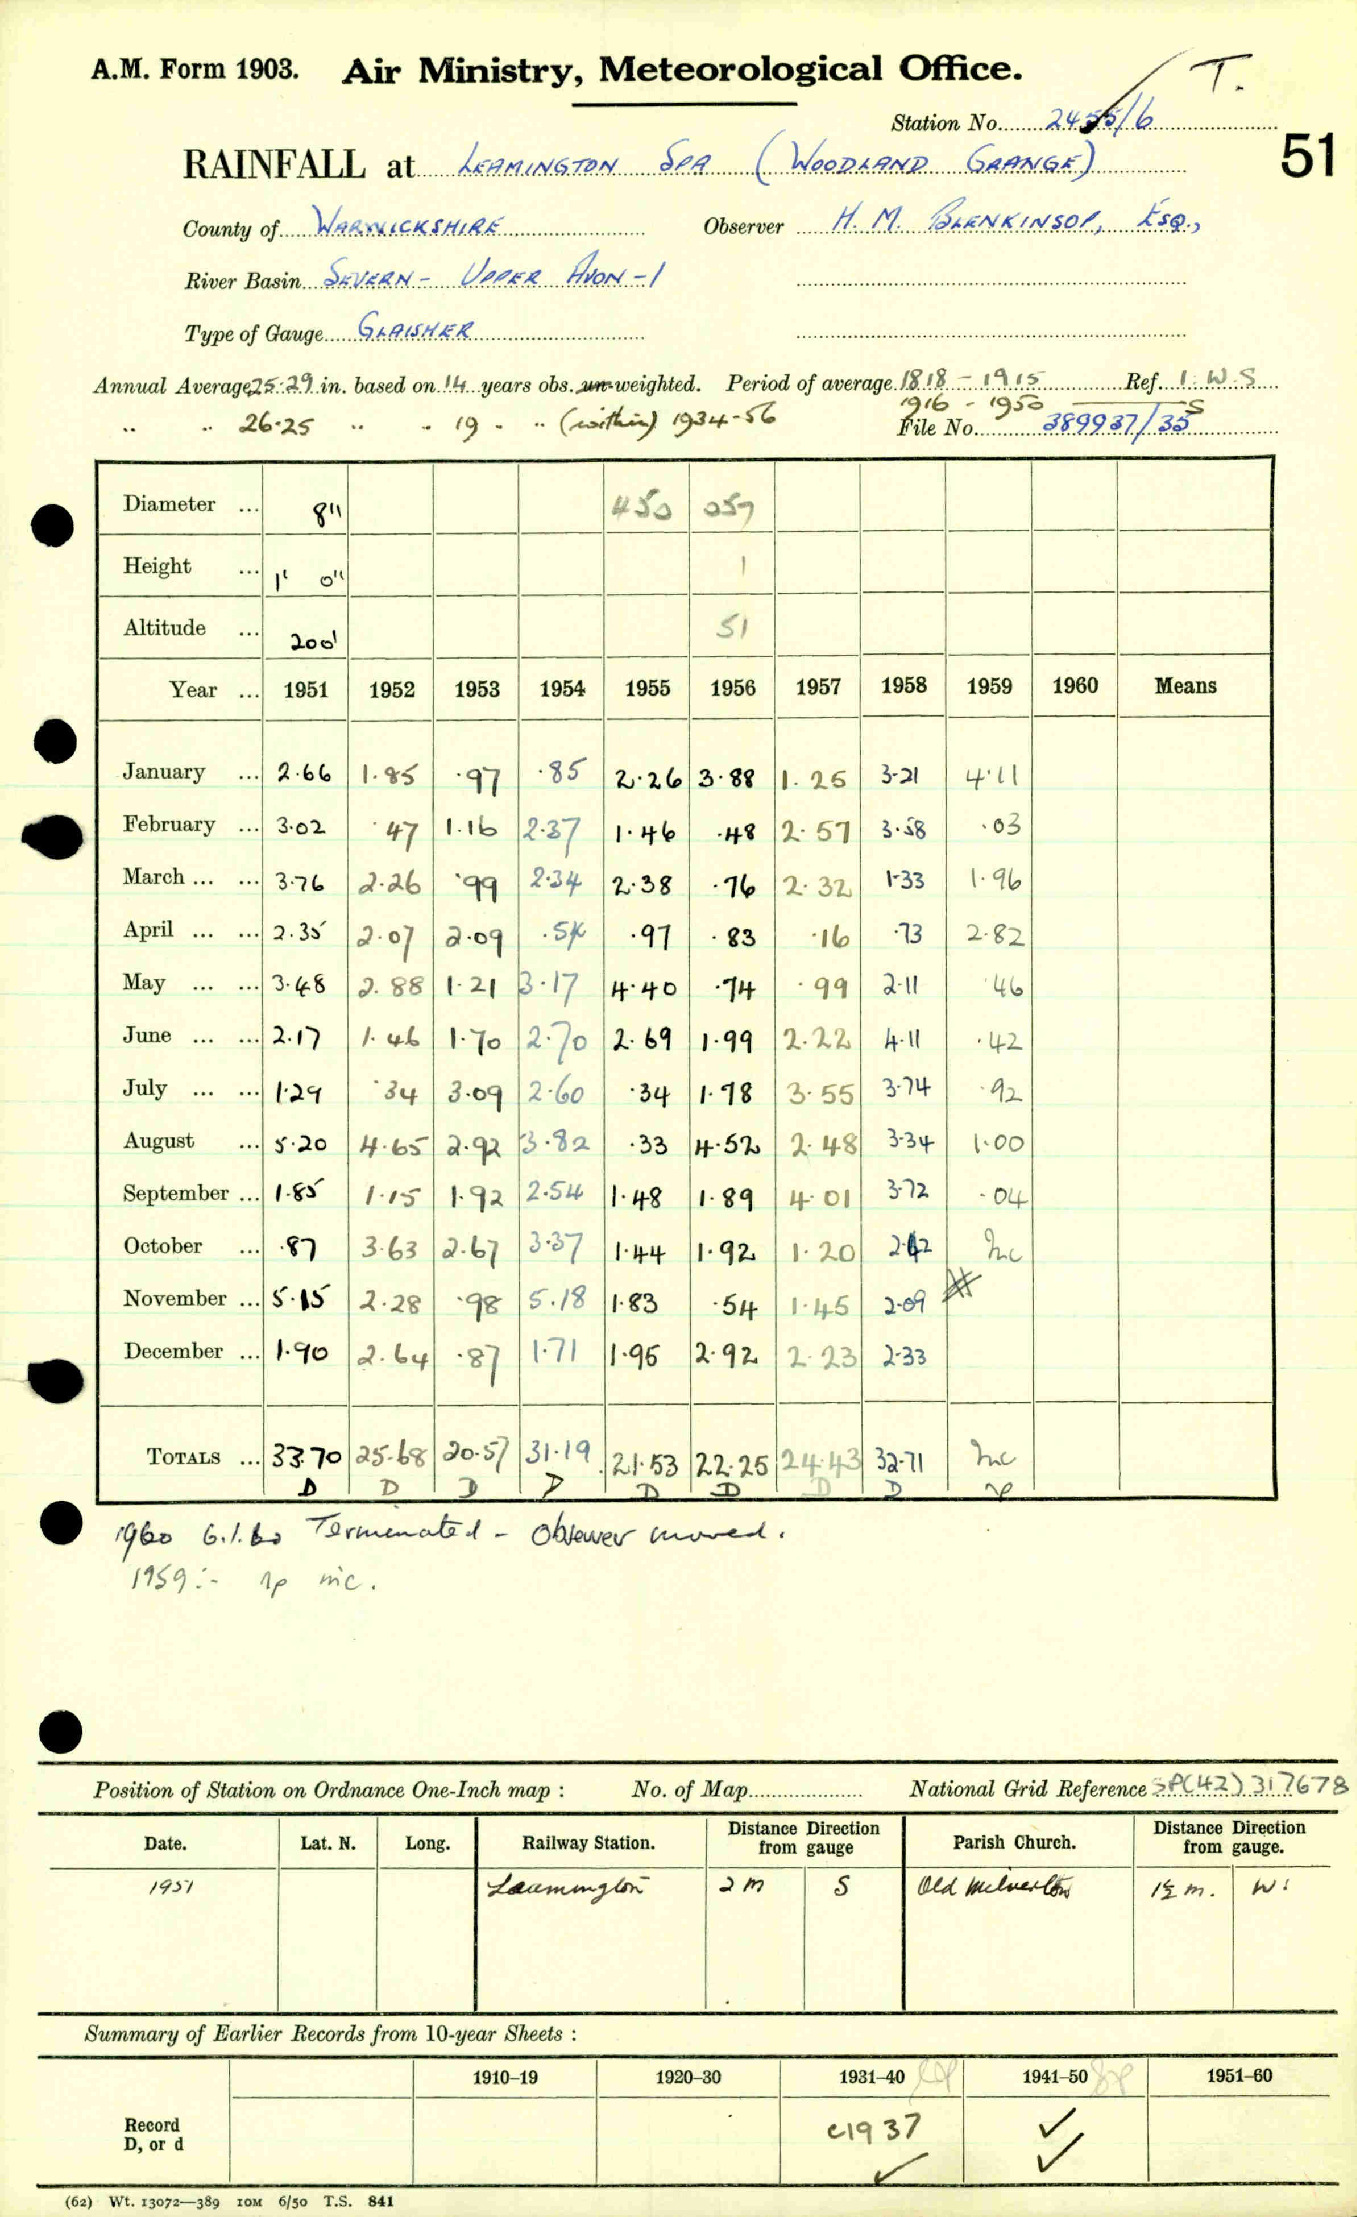 A.M. Form 1903. Air Ministry, Meteorological Office. T.
Station No. 2455/6
RAINFALL at LEAMINGTON SPA (WOODLAND GRANGE) 51
County of WARWICKSHIRE Observer H. M. BLENKINSOP, ESQ.,
River Basin SEVERN - UPPER AVON - 1
Type of Gauge GLAISHER
Annual Average 25.29 in. based on 14 years obs. un-weighted. Period of average 1818 - 1915 Ref. I.W.S
1916 - 1950 S
" " 26.25 " " 19 " " (within) 1934-56 File No. 389937/35
Diameter ... 8" 450 057
Height ... 1' 0" 1
Altitude ... 200' 51
Year ... 1951 1952 1953 1954 1955 1956 1957 1958 1959 1960 Means
January ... 2.66 1.85 .97 .85 2.26 3.88 1.25 3.21 4.11
February ... 3.02 .47 1.16 2.37 1.46 .48 2.57 3.58 .03
March ... ... 3.76 2.26 .99 2.34 2.38 .76 2.32 1.33 1.96
April ... ... 2.35 2.07 2.09 .54 .97 .83 .16 .73 2.82
May ... ... 3.48 2.88 1.21 3.17 4.40 .74 .99 2.11 .46
June ... ... 2.17 1.46 1.70 2.70 2.69 1.99 2.22 4.11 .42
July ... ... 1.29 .34 3.09 2.60 .34 1.78 3.55 3.74 .92
August ... 5.20 4.65 2.92 3.82 .33 4.52 2.48 3.34 1.00
September ... 1.85 1.15 1.92 2.54 1.48 1.89 4.01 3.72 .04
October ... .87 3.63 2.67 3.37 1.44 1.92 1.20 2.42 Inc
November ... 5.15 2.28 .98 5.18 1.83 .54 1.45 2.09
December ... 1.90 2.64 .87 1.71 1.95 2.92 2.23 2.33
TOTALS ... 33.70 25.68 20.57 31.19 21.53 22.25 24.43 32.71 Inc
D D D D D D D D np
1960 6.1.60 Terminated - Observer moved.
1959:- np inc.
Position of Station on Ordnance One-Inch map : No. of Map National Grid Reference SP(42) 317678
Date. Lat. N. Long. Railway Station. Distance from Direction gauge Parish Church. Distance from Direction gauge.
1951 Leamington 2 m S Old Milverton 1½ m. W.
Summary of Earlier Records from 10-year Sheets :
1910–19 1920–30 1931–40 1941–50 1951–60
Record D, or d c1937 ✓ ✓ ✓
(62) Wt. 13072—389 10M 6/50 T.S. 841